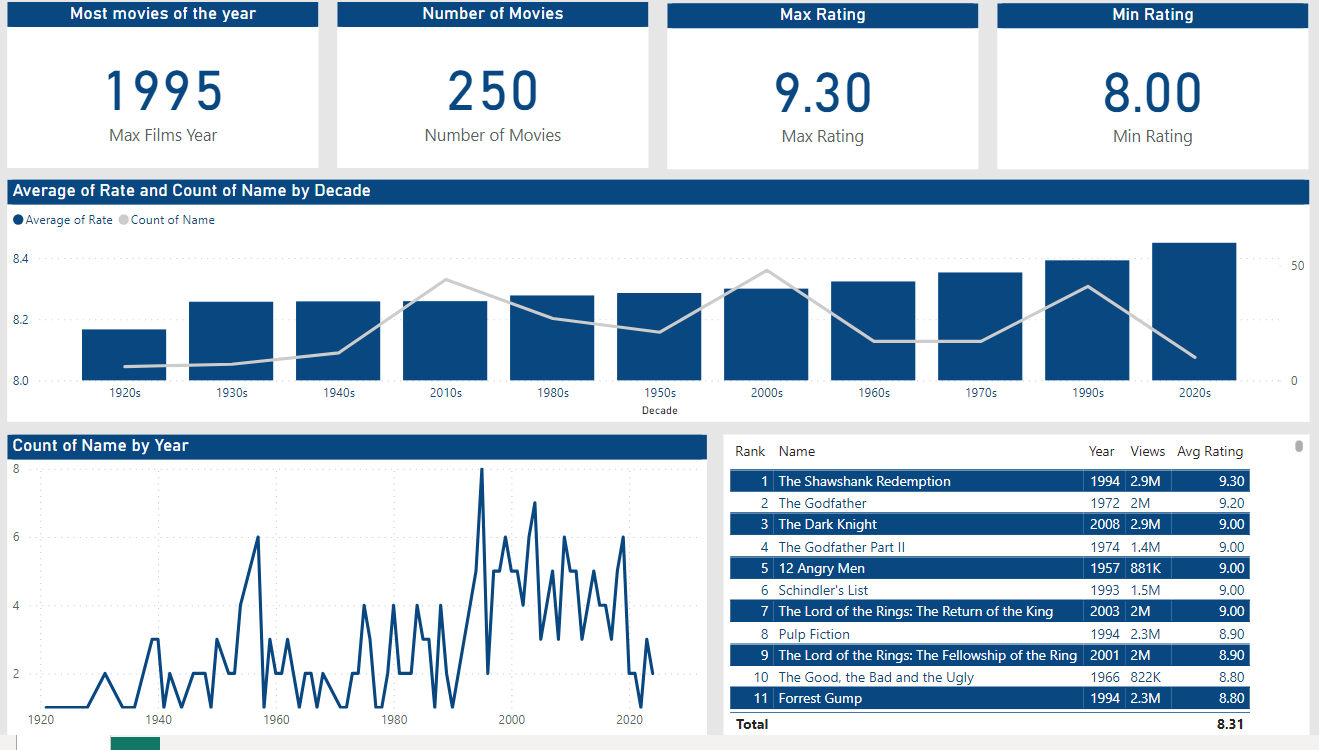 Most movies of the year
Number of Movies
Max Rating
Min Rating
1995
250
9.30
8.00
Max Films Year
Number of Movies
Max Rating
Min Rating
Average of Rate and Count of Name by Decade
Average of Rate Count of Name
8.4
50
8.2
8.0
0
1920s 1930s 1940s 2010s 1980s 1950s 2000s 1960s 1970s 1990s 2020s
Decade
Count of Name by Year
8
6
4
2
1920 1940 1960 1980 2000 2020
Rank Name Year Views Avg Rating
1 The Shawshank Redemption 1994 2.9M 9.30
2 The Godfather 1972 2M 9.20
3 The Dark Knight 2008 2.9M 9.00
4 The Godfather Part II 1974 1.4M 9.00
5 12 Angry Men 1957 881K 9.00
6 Schindler's List 1993 1.5M 9.00
7 The Lord of the Rings: The Return of the King 2003 2M 9.00
8 Pulp Fiction 1994 2.3M 8.90
9 The Lord of the Rings: The Fellowship of the Ring 2001 2M 8.90
10 The Good, the Bad and the Ugly 1966 822K 8.80
11 Forrest Gump 1994 2.3M 8.80
Total 8.31